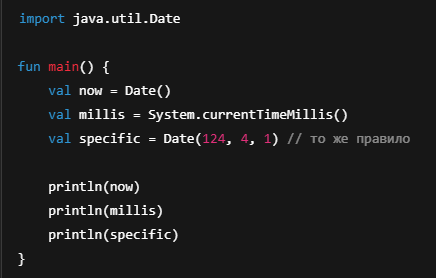 import java.util.Date
fun main() {
val now = Date()
val millis = System.currentTimeMillis()
val specific = Date(124, 4, 1) // то же правило
println(now)
println(millis)
println(specific)
}